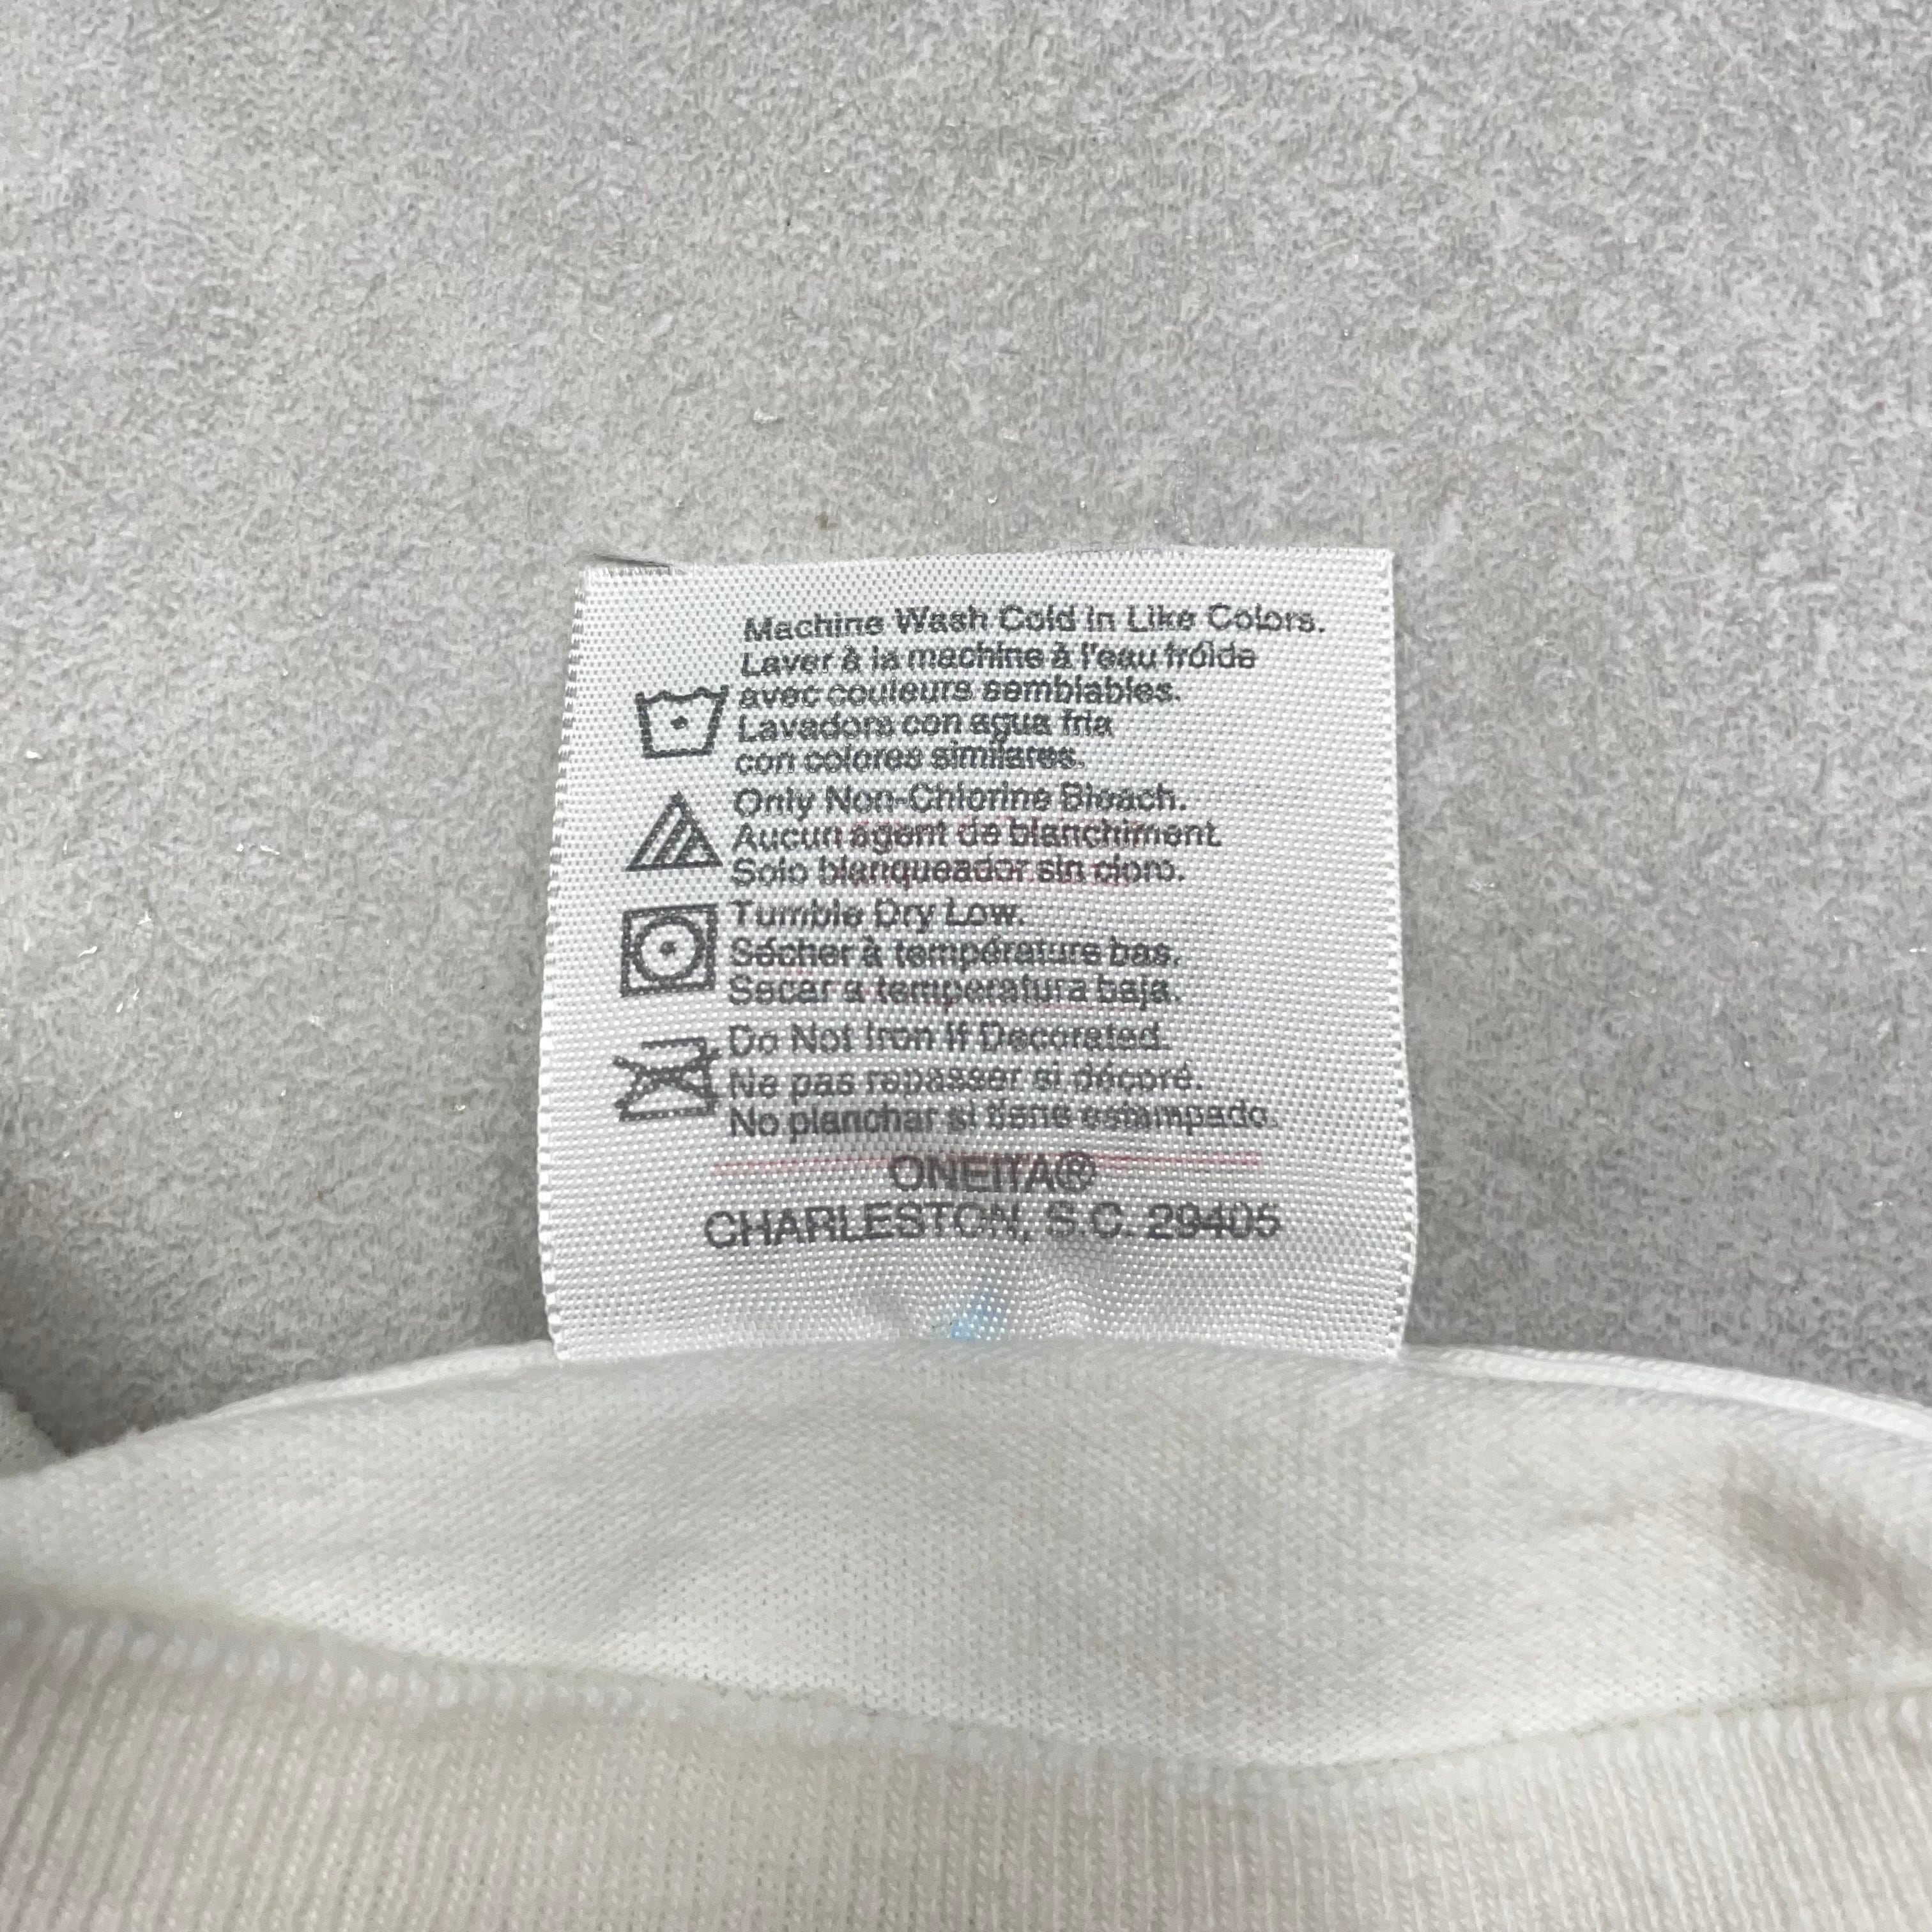 Machine Wash Cold in Like Colors.
Laver à la machine à l'eau fróide
avec couleurs semblables.
Lavadora con agua fria
con colores similares.
Only Non-Chlorine Bleach.
Aucun agent de blanchiment.
Solo blanqueador sin cloro.
Tumble Dry Low.
Sécher à température bas.
Secar a temperatura baja.
Do Not Iron If Decorated.
Ne pas repasser si décoré.
No planchar si tiene estampado.
ONEITA®
CHARLESTON, S.C. 29405